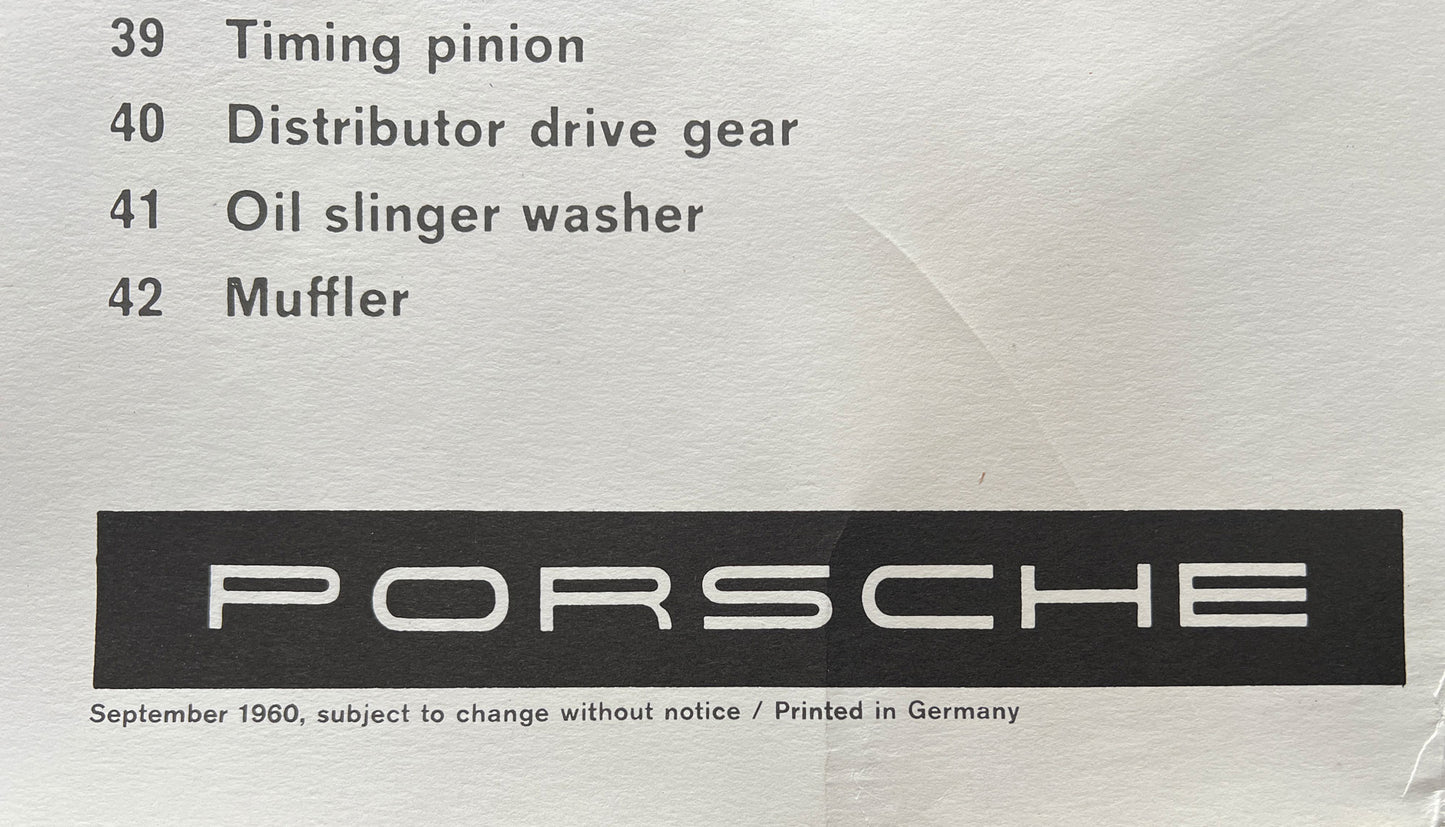 39 Timing pinion
40 Distributor drive gear
41 Oil slinger washer
42 Muffler
PORSCHE
September 1960, subject to change without notice / Printed in Germany